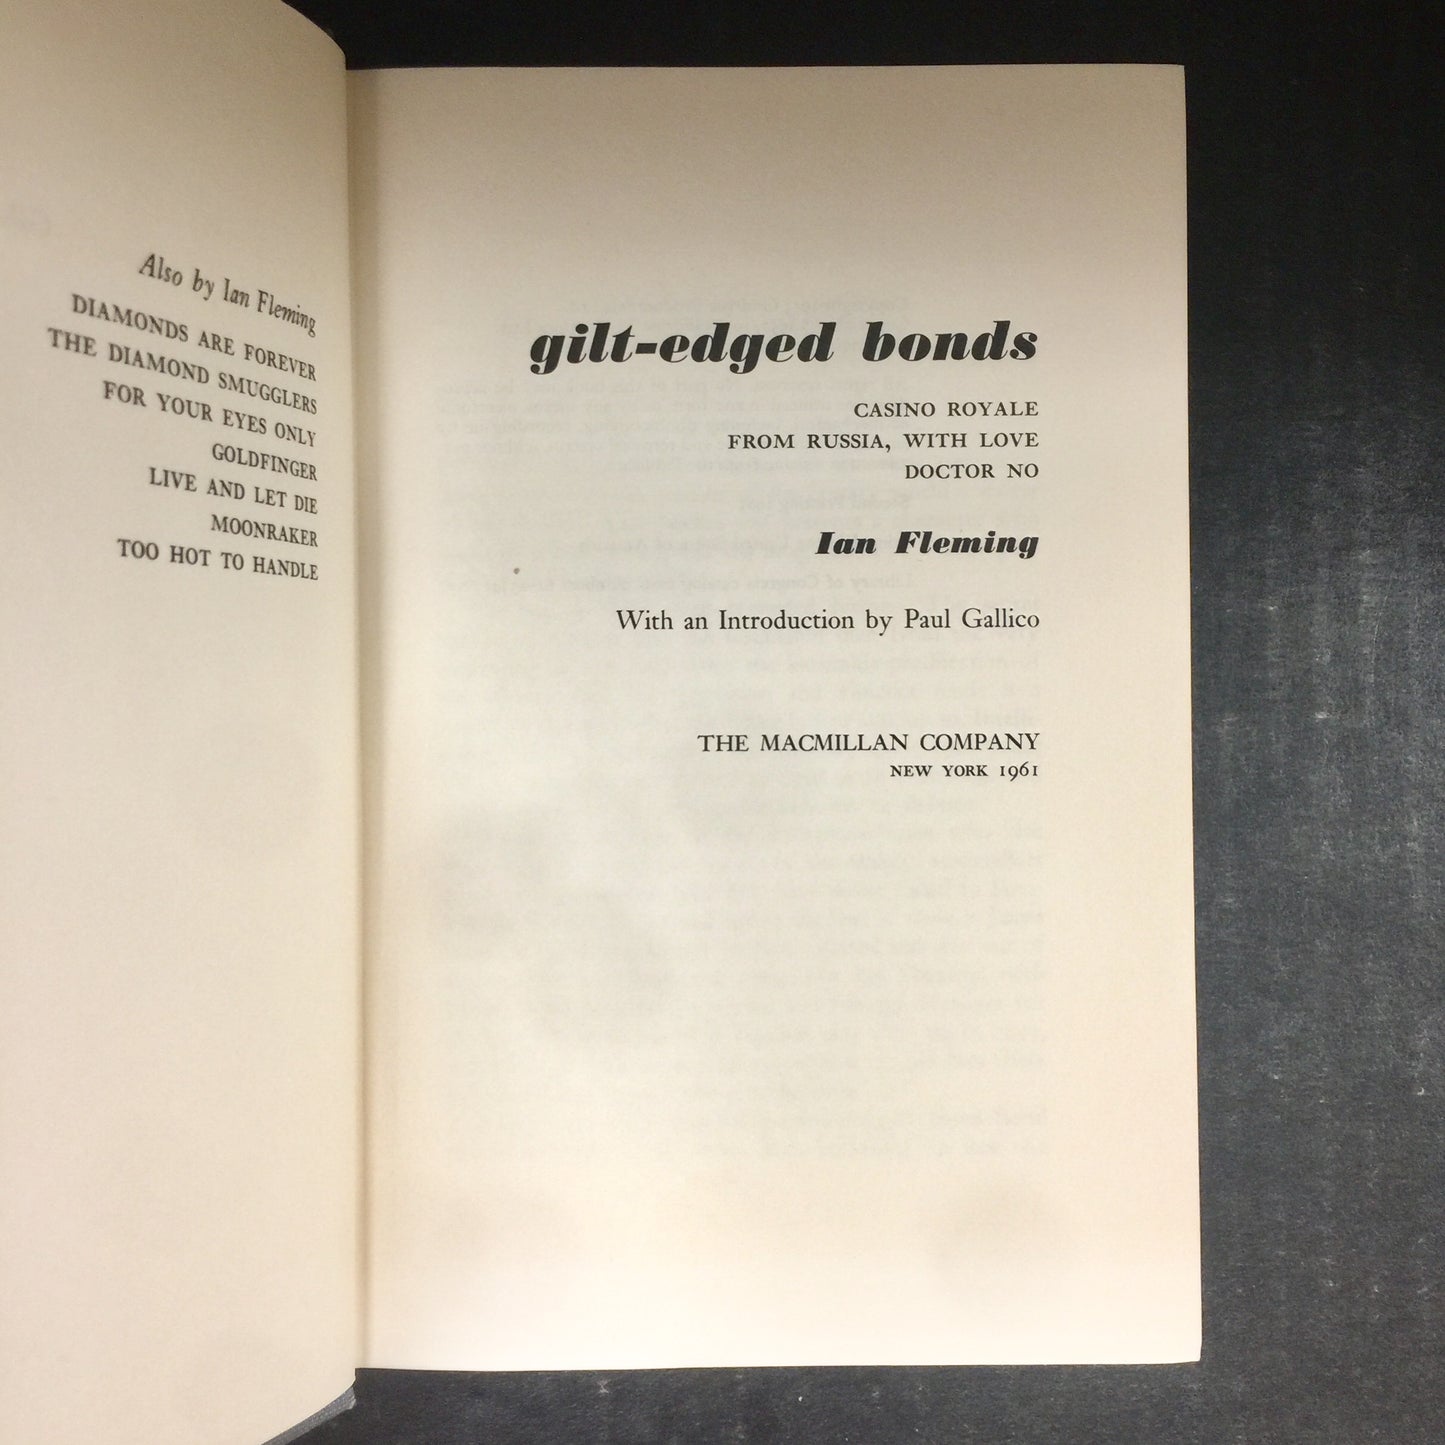 Also by Ian Fleming
DIAMONDS ARE FOREVER
THE DIAMOND SMUGGLERS
FOR YOUR EYES ONLY
GOLDFINGER
LIVE AND LET DIE
MOONRAKER
TOO HOT TO HANDLE
gilt-edged bonds
CASINO ROYALE
FROM RUSSIA, WITH LOVE
DOCTOR NO
Ian Fleming
With an Introduction by Paul Gallico
THE MACMILLAN COMPANY
NEW YORK 1961